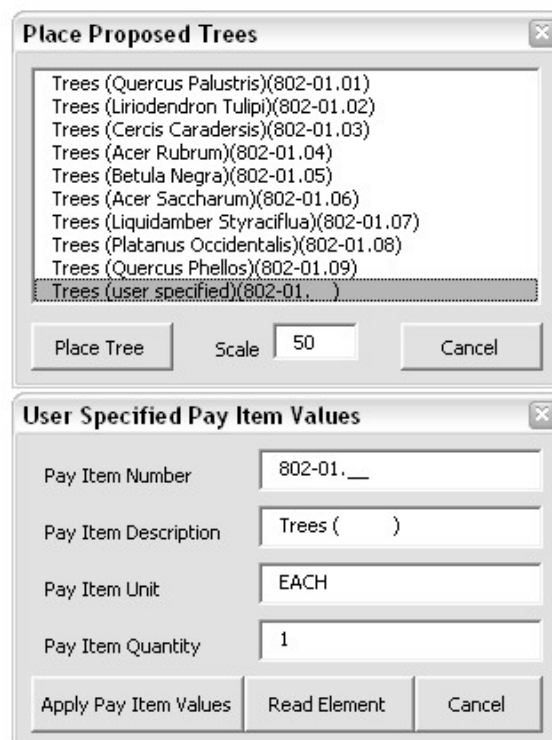 Place Proposed Trees
Trees (Quercus Palustris)(802-01.01)
Trees (Liriodendron Tulipi)(802-01.02)
Trees (Cercis Caradersis)(802-01.03)
Trees (Acer Rubrum)(802-01.04)
Trees (Betula Negra)(802-01.05)
Trees (Acer Saccharum)(802-01.06)
Trees (Liquidamber Styraciflua)(802-01.07)
Trees (Platanus Occidentalis)(802-01.08)
Trees (Quercus Phellos)(802-01.09)
Trees (user specified)(802-01.__)
Place Tree Scale 50 Cancel
User Specified Pay Item Values
Pay Item Number 802-01.__
Pay Item Description Trees ( )
Pay Item Unit EACH
Pay Item Quantity 1
Apply Pay Item Values Read Element Cancel